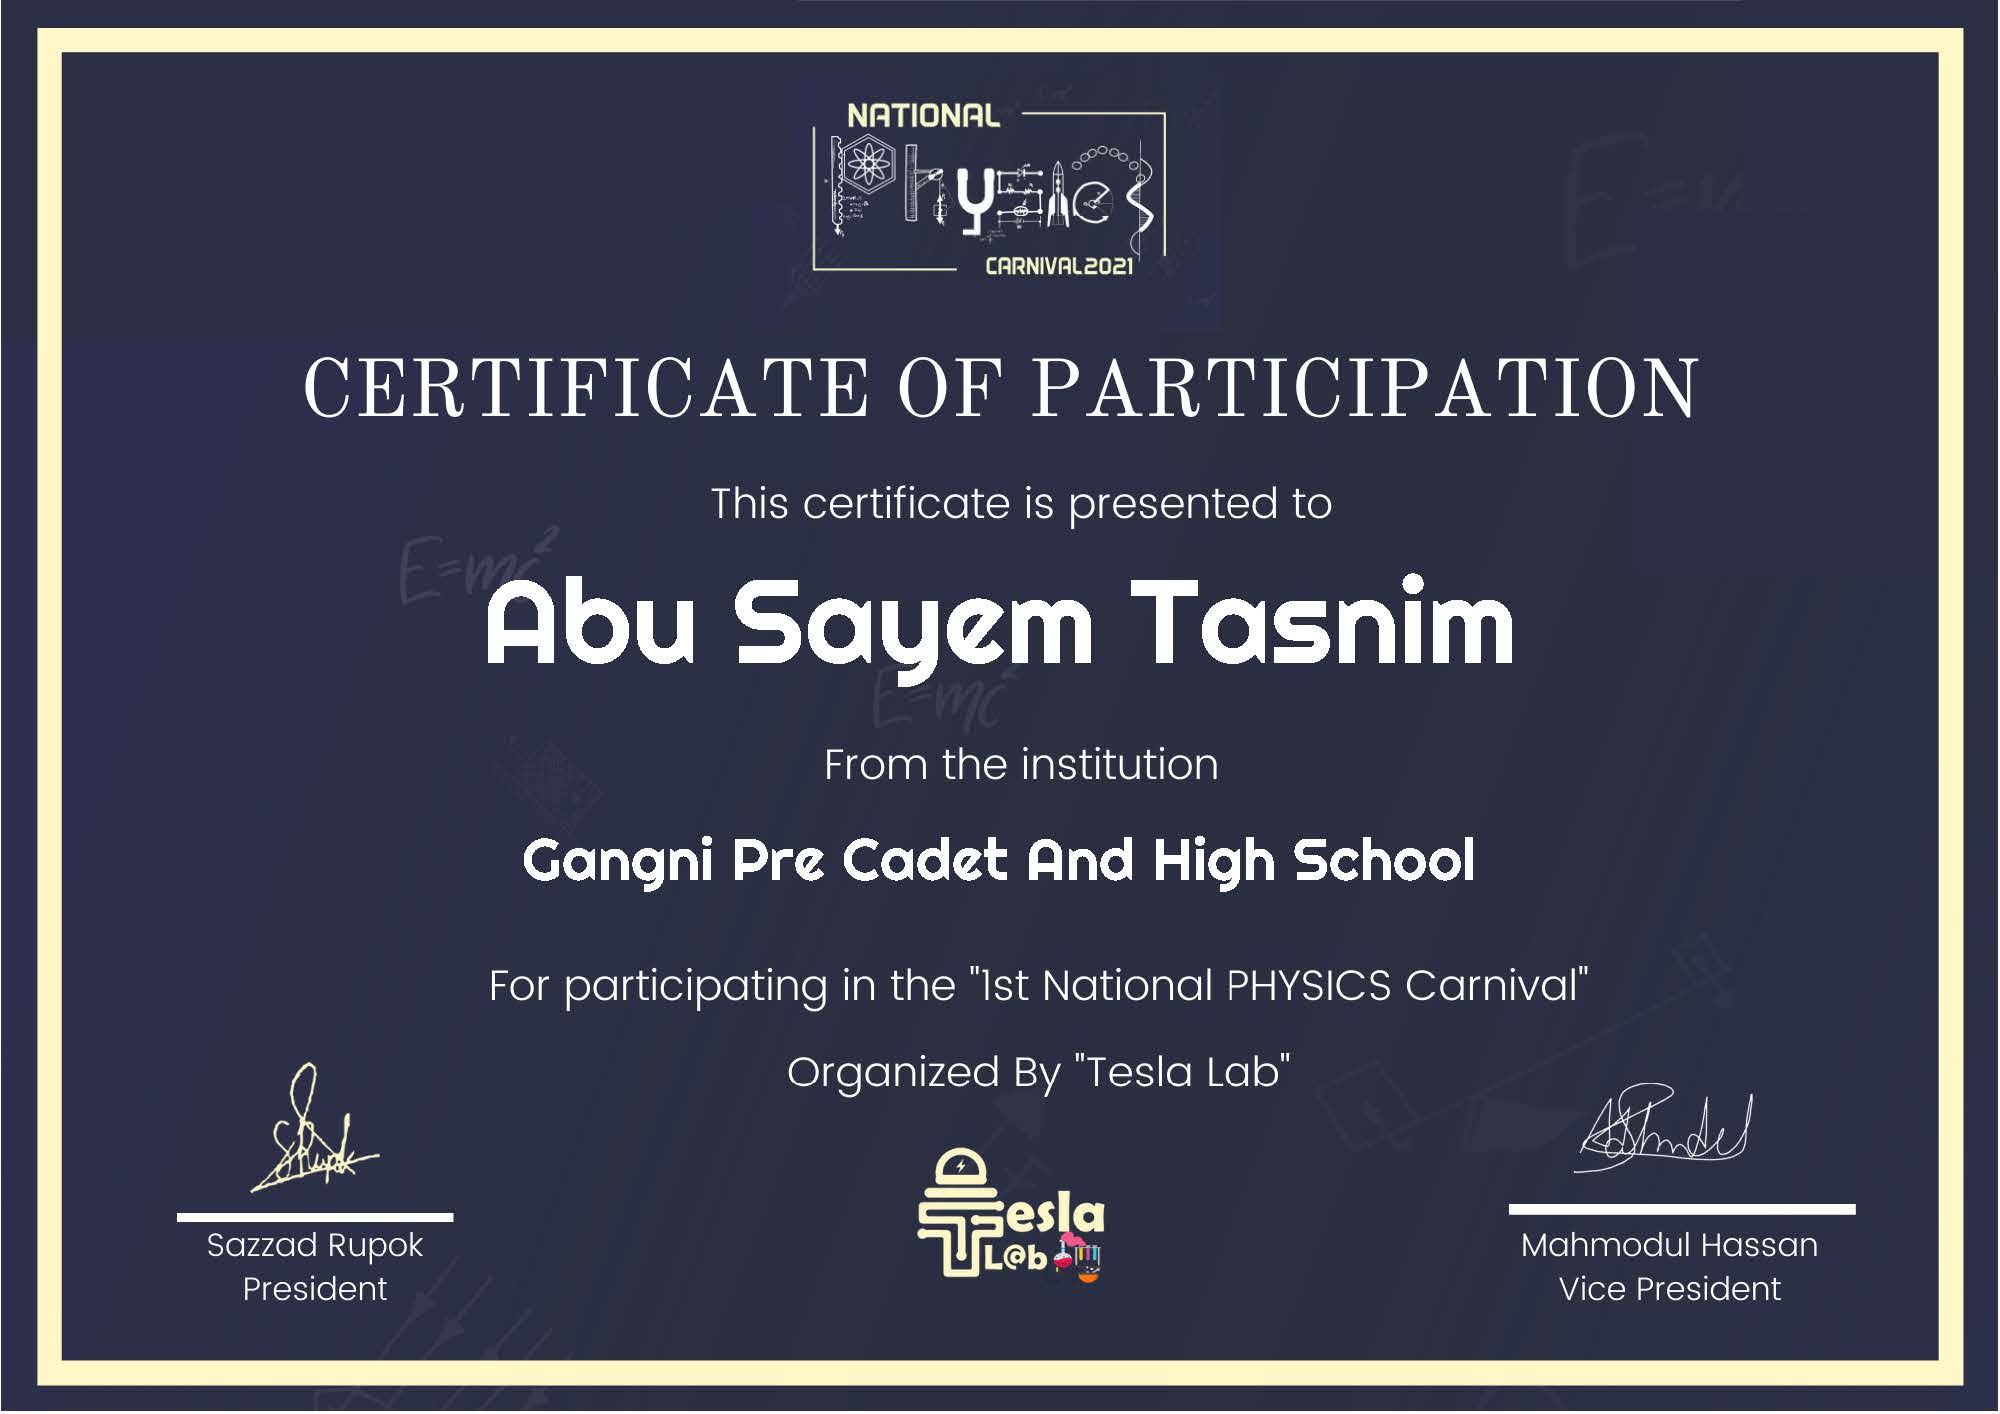 NATIONAL
Physics
CARNIVAL2021
CERTIFICATE OF PARTICIPATION
This certificate is presented to
E=mc²
Abu Sayem Tasnim
E=mc²
From the institution
Gangni Pre Cadet And High School
For participating in the "1st National PHYSICS Carnival"
Organized By "Tesla Lab"
Tesla
L@b
Sazzad Rupok
President
Mahmodul Hassan
Vice President